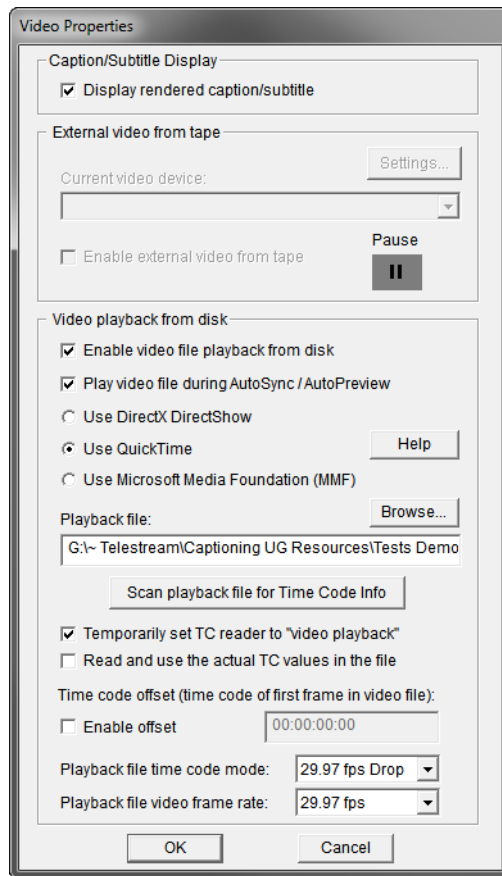 Video Properties
Caption/Subtitle Display
Display rendered caption/subtitle
External video from tape
Settings...
Current video device:
Enable external video from tape
Pause
Video playback from disk
Enable video file playback from disk
Play video file during AutoSync / AutoPreview
Use DirectX DirectShow
Use QuickTime
Help
Use Microsoft Media Foundation (MMF)
Playback file:
Browse...
G:\~ Telestream\Captioning UG Resources\Tests Demo
Scan playback file for Time Code Info
Temporarily set TC reader to "video playback"
Read and use the actual TC values in the file
Time code offset (time code of first frame in video file):
Enable offset
00:00:00:00
Playback file time code mode: 29.97 fps Drop
Playback file video frame rate: 29.97 fps
OK Cancel